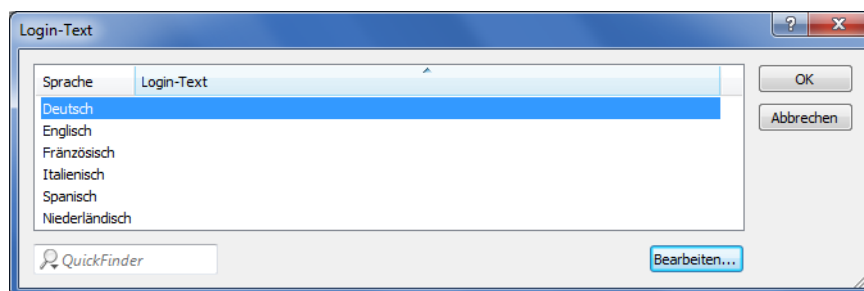 Login-Text
Sprache Login-Text
OK
Deutsch
Abbrechen
Englisch
Fränzösisch
Italienisch
Spanisch
Niederländisch
QuickFinder
Bearbeiten...